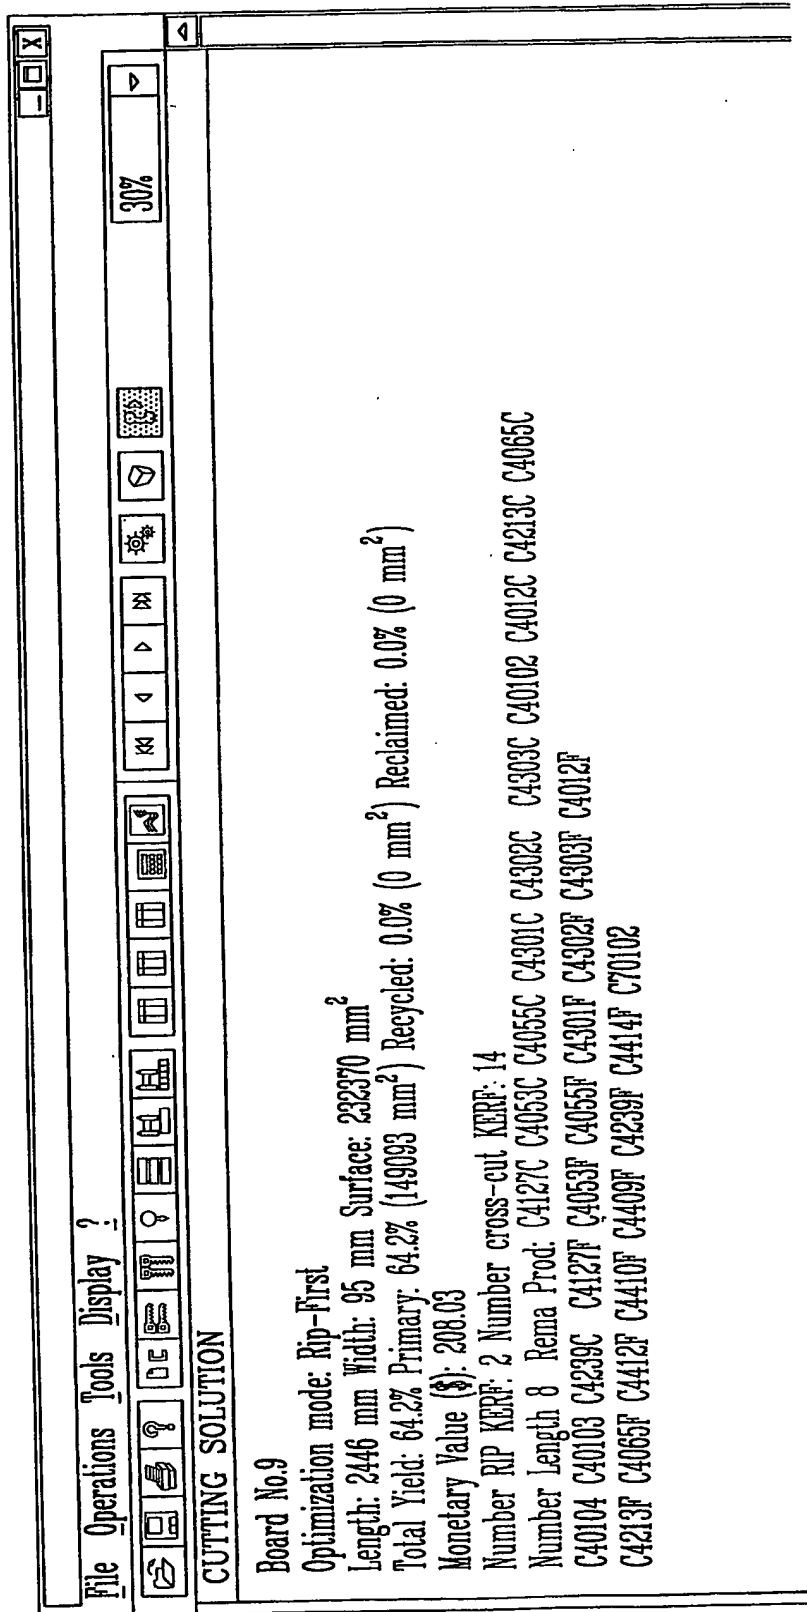 File Operations Tools Display ?
30%
CUTTING SOLUTION
Board No.9
Optimization mode: Rip-First
Length: 2446 mm Width: 95 mm Surface: 232370 mm²
Total Yield: 64.2% Primary: 64.2% (149093 mm²) Recycled: 0.0% (0 mm²) Reclaimed: 0.0% (0 mm²)
Monetary Value ($): 208.03
Number RIP KERF: 2 Number cross-cut KERF: 14
Number Length 8 Rema Prod: C4127C C4053C C4055C C4301C C4302C C4303C C40102 C4012C C4213C C4065C
C40104 C40103 C4239C C4127F C4053F C4055F C4301F C4302F C4303F C4012F
C4213F C4065F C4412F C4410F C4409F C4239F C4414F C70102